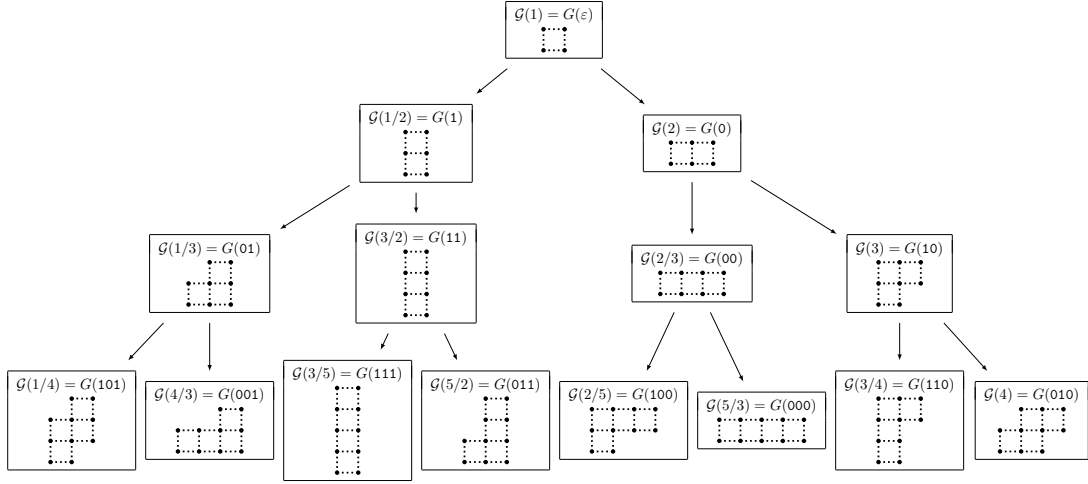 𝒢(1) = G(ε)
𝒢(1/2) = G(1)
𝒢(2) = G(0)
𝒢(1/3) = G(01)
𝒢(3/2) = G(11)
𝒢(2/3) = G(00)
𝒢(3) = G(10)
𝒢(1/4) = G(101)
𝒢(4/3) = G(001)
𝒢(3/5) = G(111)
𝒢(5/2) = G(011)
𝒢(2/5) = G(100)
𝒢(5/3) = G(000)
𝒢(3/4) = G(110)
𝒢(4) = G(010)